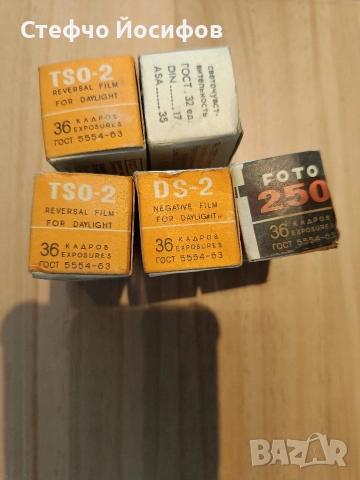 Стефчо Йосифов
TSO-2
REVERSAL FILM
FOR DAYLIGHT
36 КАДРОВ
EXPOSURES
ГОСТ 5554-63
светочувст-
вительность
ГОСТ. 32 ед.
DIN ........ 17
ASA ....... 35
TSO-2
REVERSAL FILM
FOR DAYLIGHT
36 КАДРОВ
EXPOSURES
ГОСТ 5554-63
DS-2
NEGATIVE FILM
FOR DAYLIGHT
36 КАДРОВ
EXPOSURES
ГОСТ 5554-63
FOTO
250
36 КАДРОВ
EXPOSURES
ГОСТ 5554-63
BAZAR